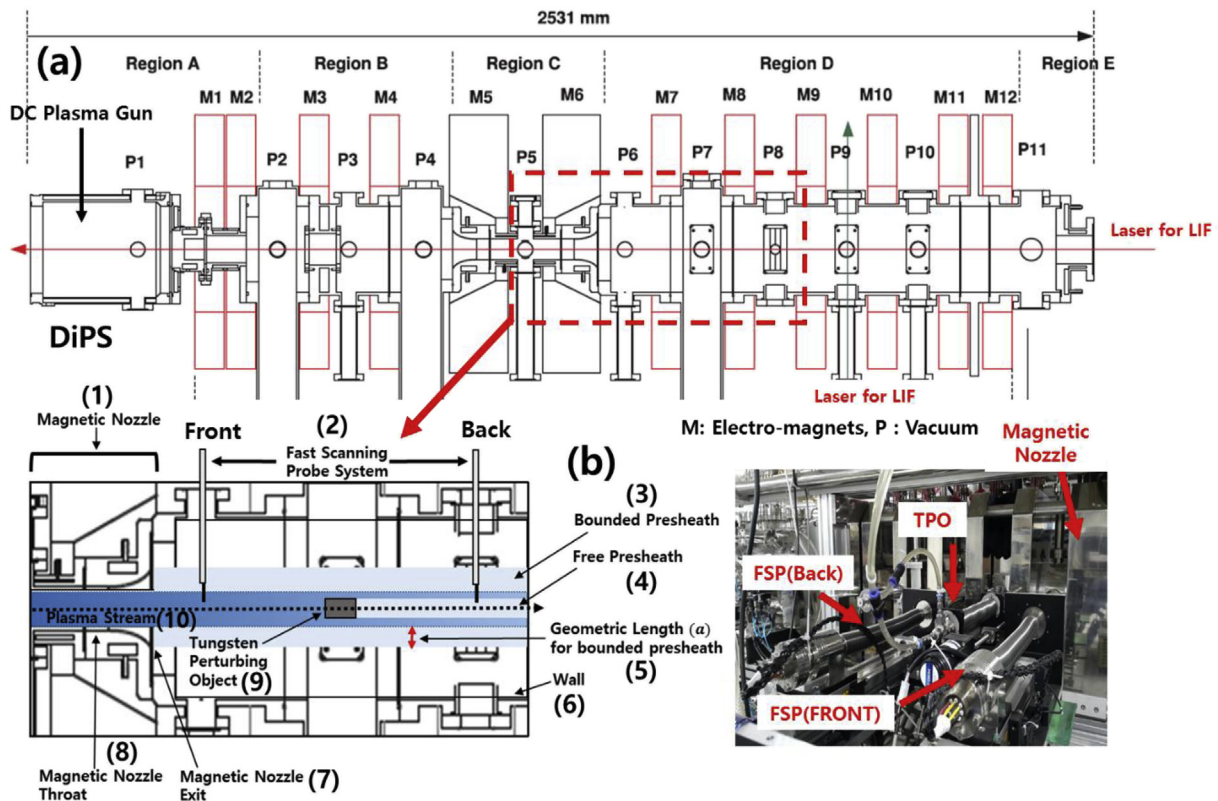 2531 mm
(a)
Region A
Region B
Region C
Region D
Region E
M1 M2 M3 M4 M5 M6 M7 M8 M9 M10 M11 M12
DC Plasma Gun
P1 P2 P3 P4 P5 P6 P7 P8 P9 P10 P11
Laser for LIF
DiPS
Laser for LIF
M: Electro-magnets, P : Vacuum
(1)
Magnetic Nozzle
Front
(2)
Fast Scanning
Probe System
Back
(b)
(3)
Bounded Presheath
Free Presheath
(4)
Plasma Stream(10)
Tungsten
Perturbing
Object(9)
Geometric Length (a)
for bounded presheath
(5)
Wall
(6)
(8)
Magnetic Nozzle
Throat
Magnetic Nozzle
Exit
(7)
Magnetic
Nozzle
TPO
FSP(Back)
FSP(FRONT)